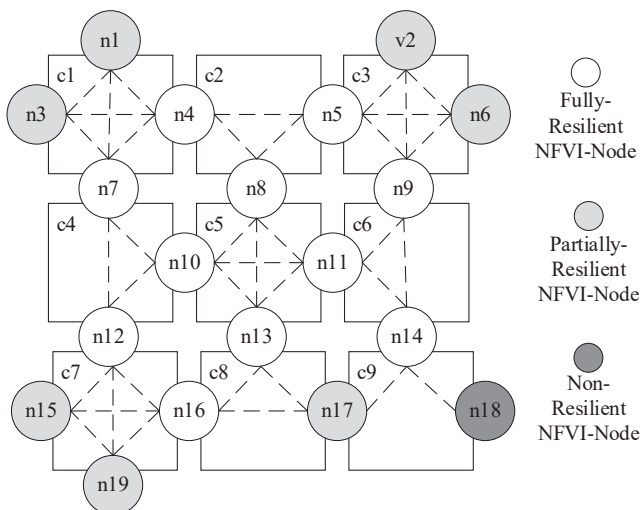 n1
v2
c1
c2
c3
n3
n4
n5
n6
Fully-
Resilient
NFVI-Node
n7
n8
n9
c4
c5
c6
n10
n11
Partially-
Resilient
NFVI-Node
n12
n13
n14
c7
c8
c9
n15
n16
n17
n18
Non-
Resilient
NFVI-Node
n19